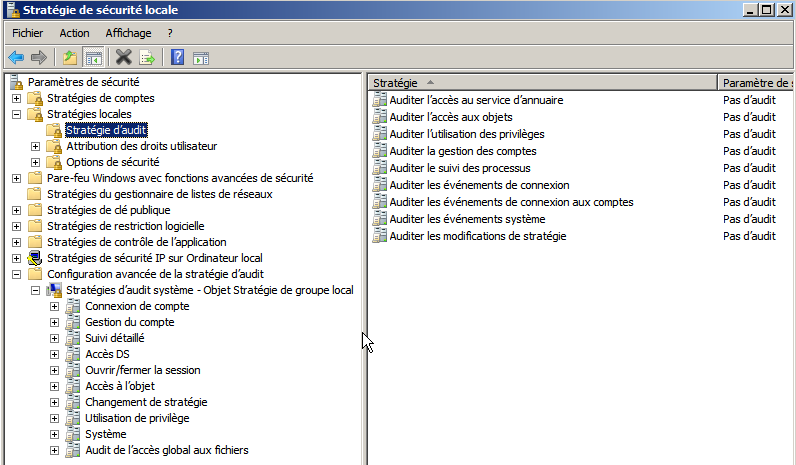 Stratégie de sécurité locale
Fichier Action Affichage ?
Paramètres de sécurité
Stratégies de comptes
Stratégies locales
Stratégie d'audit
Attribution des droits utilisateur
Options de sécurité
Pare-feu Windows avec fonctions avancées de sécurité
Stratégies du gestionnaire de listes de réseaux
Stratégies de clé publique
Stratégies de restriction logicielle
Stratégies de contrôle de l'application
Stratégies de sécurité IP sur Ordinateur local
Configuration avancée de la stratégie d'audit
Stratégies d'audit système - Objet Stratégie de groupe local
Connexion de compte
Gestion du compte
Suivi détaillé
Accès DS
Ouvrir/fermer la session
Accès à l'objet
Changement de stratégie
Utilisation de privilège
Système
Audit de l'accès global aux fichiers
Stratégie Paramètre de s
Auditer l'accès au service d'annuaire Pas d'audit
Auditer l'accès aux objets Pas d'audit
Auditer l'utilisation des privilèges Pas d'audit
Auditer la gestion des comptes Pas d'audit
Auditer le suivi des processus Pas d'audit
Auditer les événements de connexion Pas d'audit
Auditer les événements de connexion aux comptes Pas d'audit
Auditer les événements système Pas d'audit
Auditer les modifications de stratégie Pas d'audit